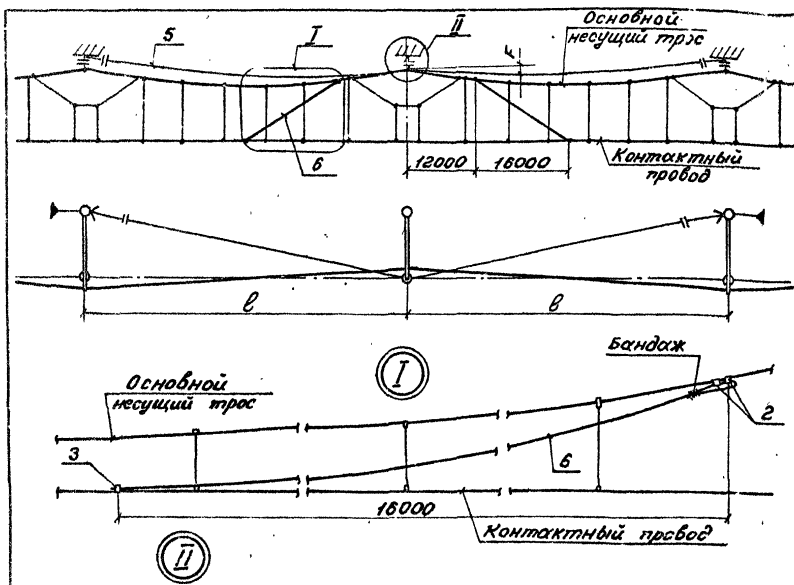 5
I
II
F
Основной
несущий трос
6
12000
16000
Контактный
провод
l
l
I
Бандаж
Основной
несущий трос
2
3
6
16000
Контактный провод
II